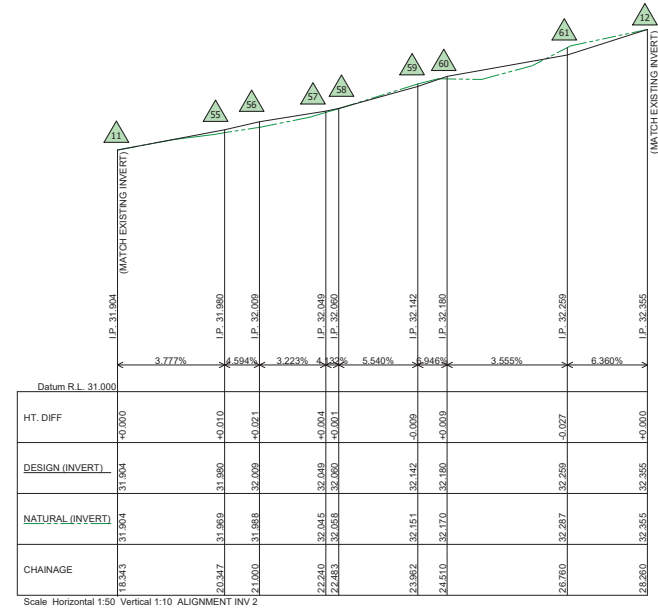 12
61
60
59
58
57
56
55
11
(MATCH EXISTING INVERT)
(MATCH EXISTING INVERT)
I.P. 31.904
I.P. 31.980
I.P. 32.009
I.P. 32.049
I.P. 32.060
I.P. 32.142
I.P. 32.180
I.P. 32.259
I.P. 32.355
3.777% 4.594% 3.223% 4.132% 5.540% 6.946% 3.555% 6.360%
Datum R.L. 31.000
HT. DIFF +0.000 +0.010 +0.021 +0.004 +0.001 -0.009 +0.009 -0.027 +0.000
DESIGN (INVERT) 31.904 31.980 32.009 32.049 32.060 32.142 32.180 32.259 32.355
NATURAL (INVERT) 31.904 31.969 31.988 32.045 32.058 32.151 32.170 32.287 32.355
CHAINAGE 18.343 20.347 21.000 22.240 22.483 23.962 24.510 26.760 28.260
Scale Horizontal 1:50 Vertical 1:10 ALIGNMENT INV 2